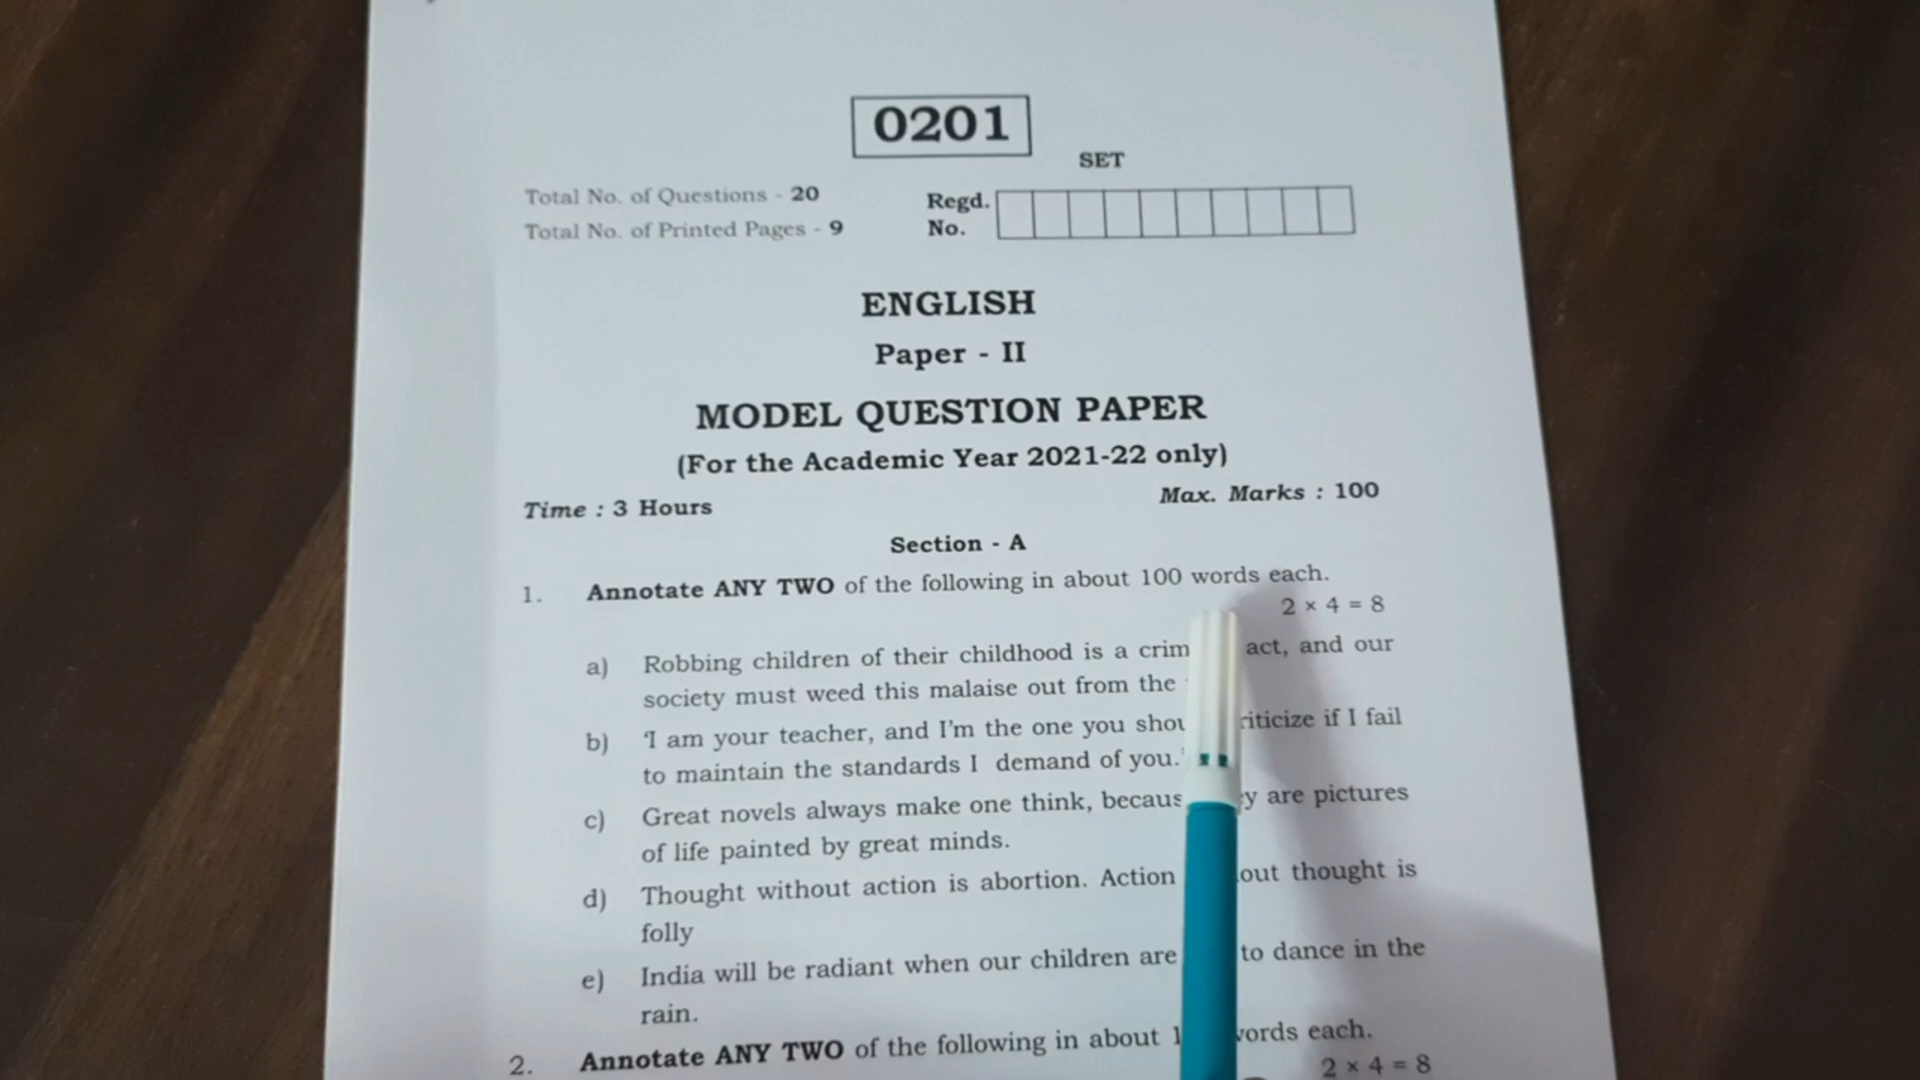 0201
SET
Total No. of Questions - 20
Total No. of Printed Pages - 9
Regd.
No.
ENGLISH
Paper - II
MODEL QUESTION PAPER
(For the Academic Year 2021-22 only)
Time : 3 Hours
Max. Marks : 100
Section - A
1. Annotate ANY TWO of the following in about 100 words each.
2 × 4 = 8
a) Robbing children of their childhood is a act, and our
society must weed this malaise out from the
b) 'I am your teacher, and I'm the one you if I fail
to maintain the standards I demand of you.'
c) Great novels always make one think, are pictures
of life painted by great minds.
d) Thought without action is abortion. Action thought is
folly
e) India will be radiant when our children are to dance in the
rain.
2. Annotate ANY TWO of the following in about words each.
2 × 4 = 8